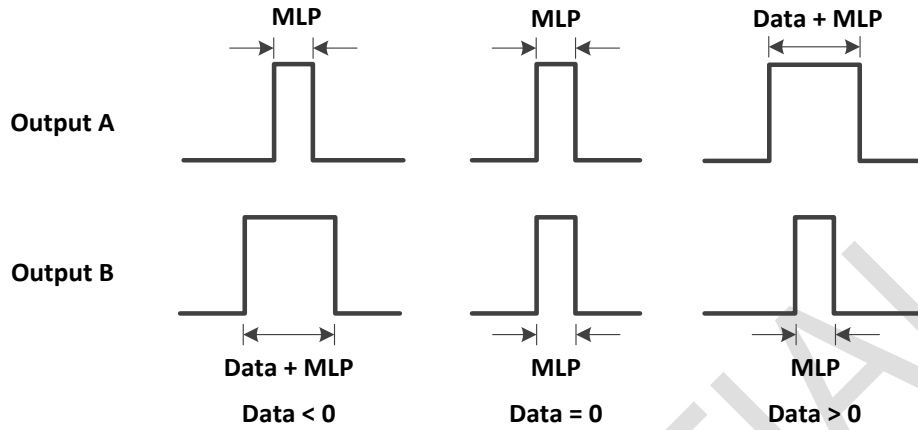 MLP MLP Data + MLP
Output A
Output B
Data + MLP MLP MLP
Data < 0 Data = 0 Data > 0